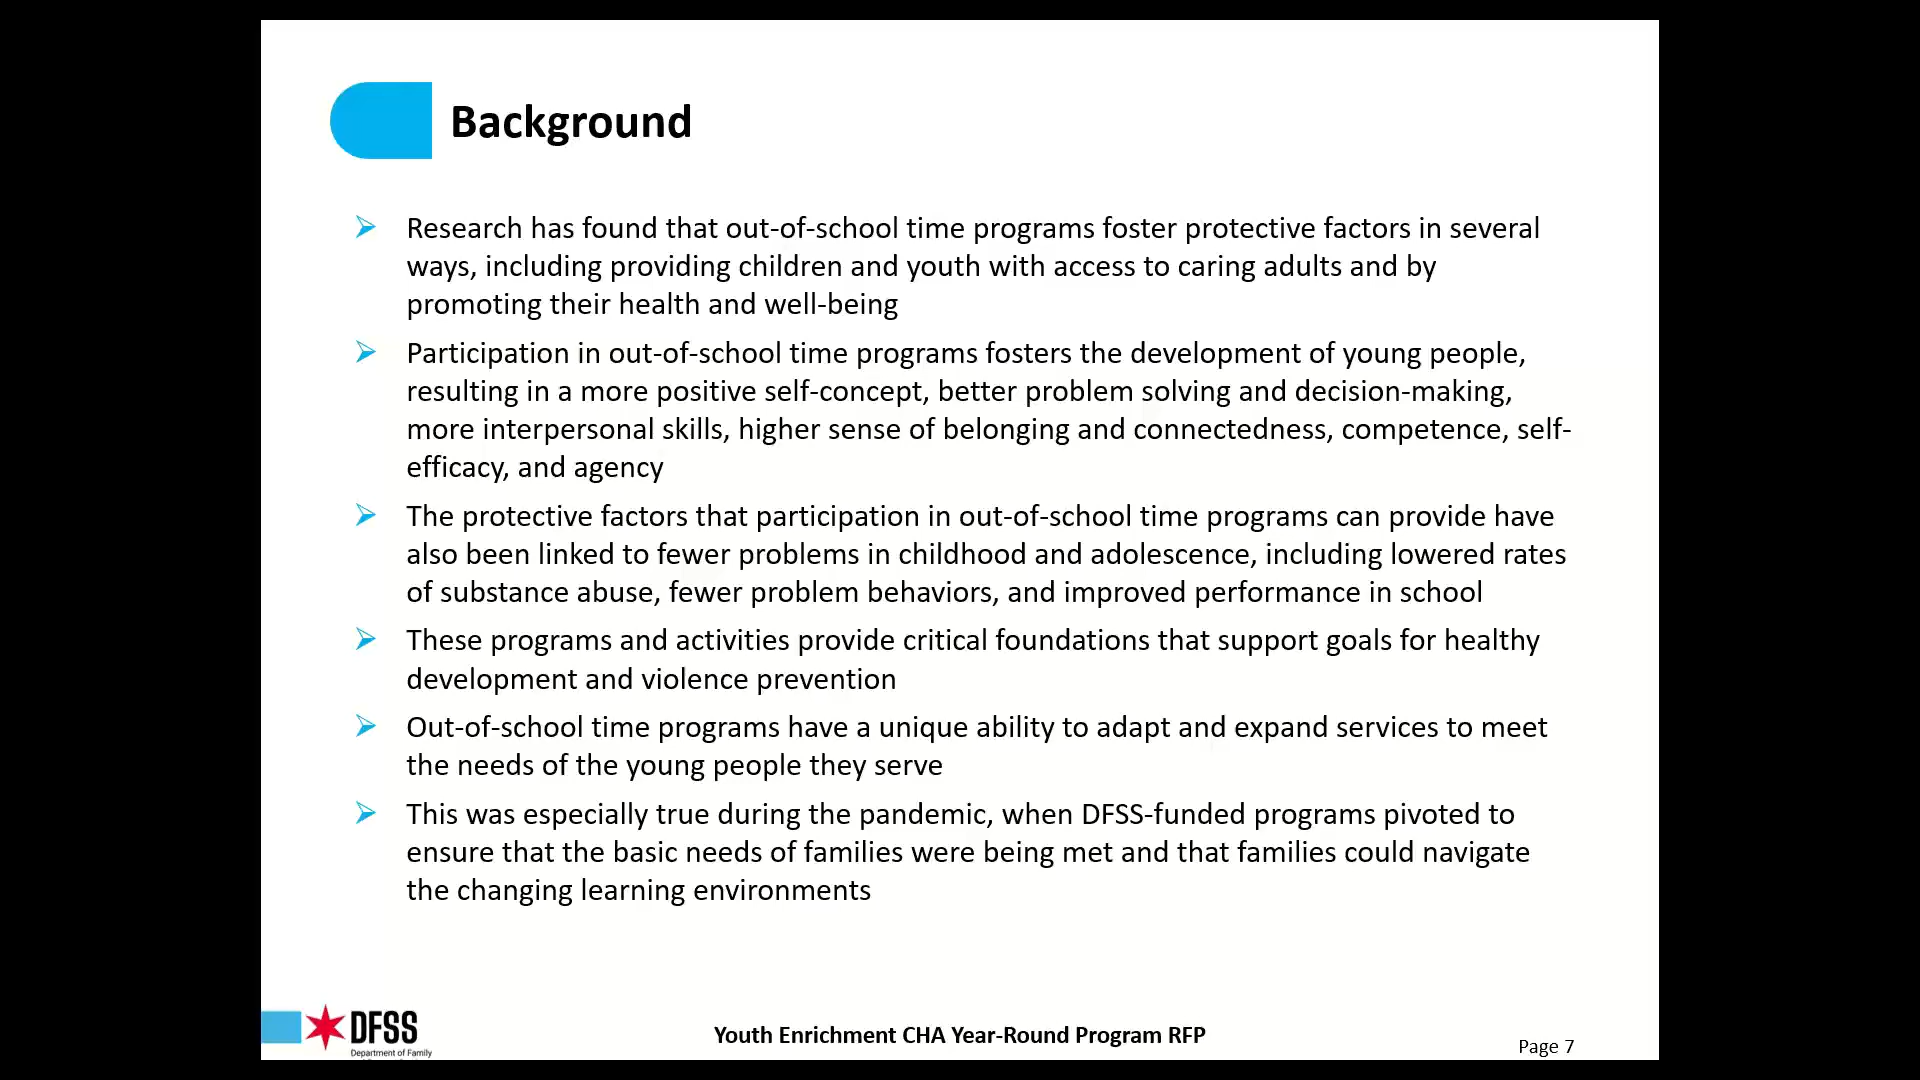 Background
Research has found that out-of-school time programs foster protective factors in several
ways, including providing children and youth with access to caring adults and by
promoting their health and well-being
Participation in out-of-school time programs fosters the development of young people,
resulting in a more positive self-concept, better problem solving and decision-making,
more interpersonal skills, higher sense of belonging and connectedness, competence, self-
efficacy, and agency
The protective factors that participation in out-of-school time programs can provide have
also been linked to fewer problems in childhood and adolescence, including lowered rates
of substance abuse, fewer problem behaviors, and improved performance in school
These programs and activities provide critical foundations that support goals for healthy
development and violence prevention
Out-of-school time programs have a unique ability to adapt and expand services to meet
the needs of the young people they serve
This was especially true during the pandemic, when DFSS-funded programs pivoted to
ensure that the basic needs of families were being met and that families could navigate
the changing learning environments
DFSS
Department of Family
Youth Enrichment CHA Year-Round Program RFP
Page 7